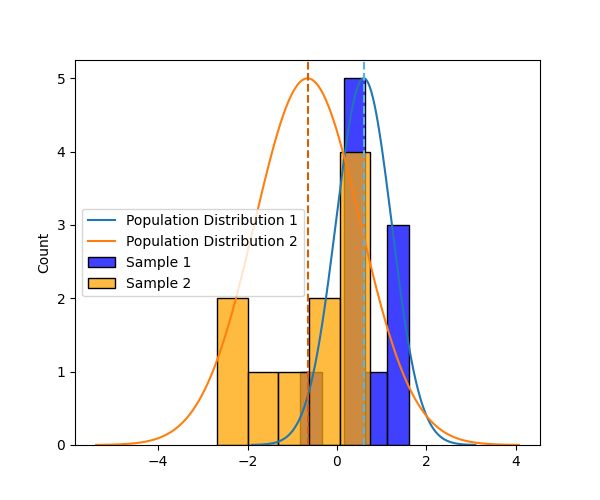 5
4
3
2
1
0
Count
Population Distribution 1
Population Distribution 2
Sample 1
Sample 2
−4 −2 0 2 4